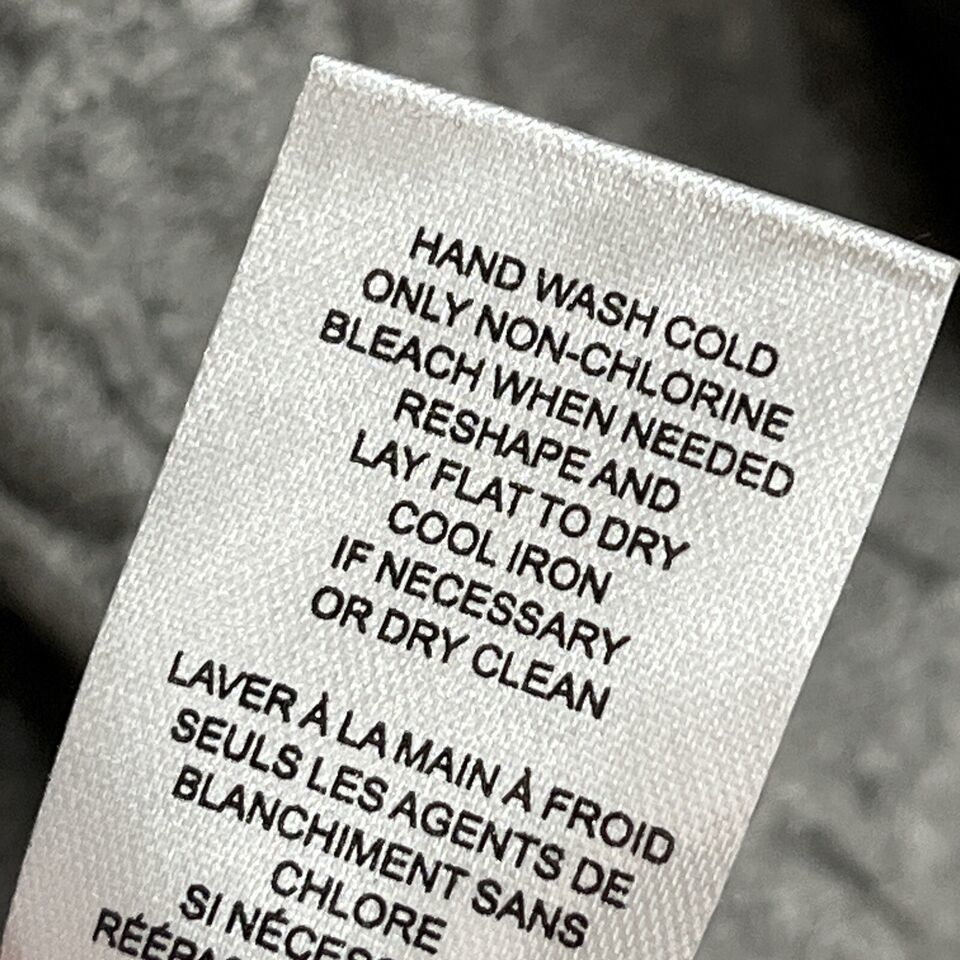 HAND WASH COLD
ONLY NON-CHLORINE
BLEACH WHEN NEEDED
RESHAPE AND
LAY FLAT TO DRY
COOL IRON
IF NECESSARY
OR DRY CLEAN
LAVER À LA MAIN À FROID
SEULS LES AGENTS DE
BLANCHIMENT SANS
CHLORE
SI